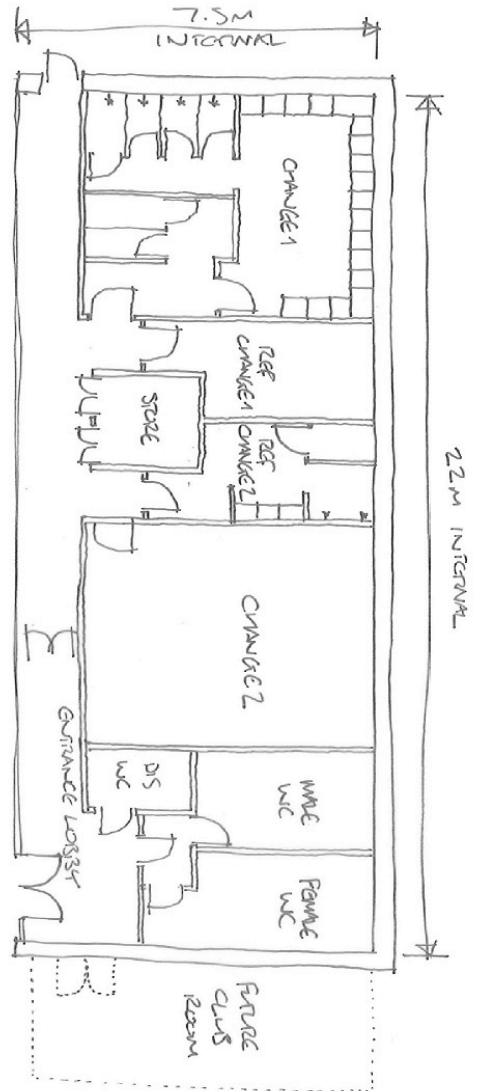 7.5M
INTERNAL
22M INTERNAL
CHANGE 1
REF
CHANGE 1
REF
CHANGE 2
STORE
CHANGE 2
ENTRANCE LOBBY
DIS
WC
MALE
WC
FEMALE
WC
FUTURE
CLUB
ROOM